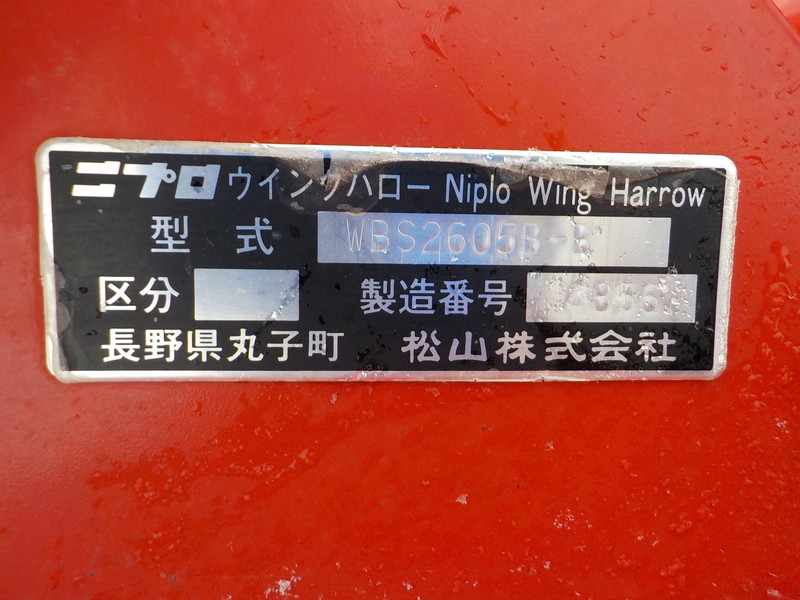 ニプロ ウイングハロー Niplo Wing Harrow
型式 WBS2605B-B
区分 製造番号
長野県丸子町 松山株式会社